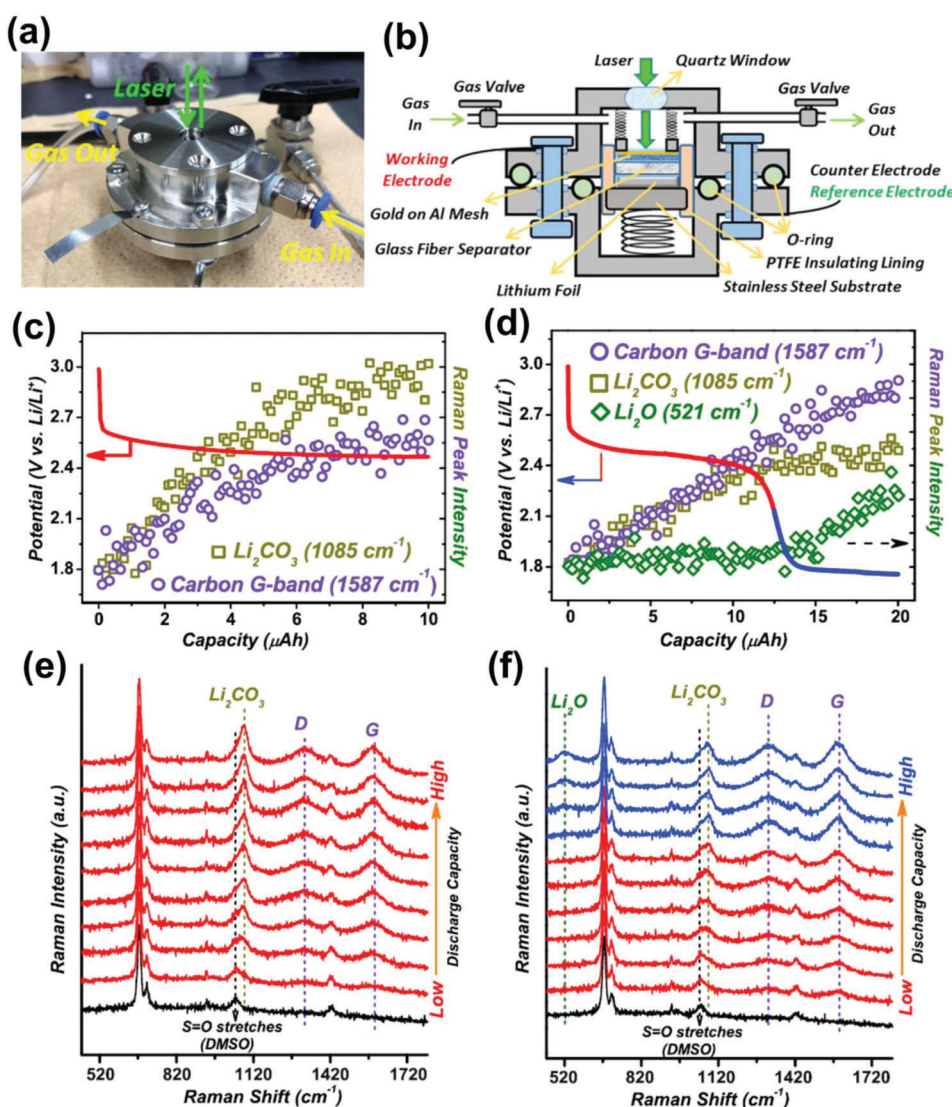 (a)
Laser
Gas Out
Gas In
(b)
Laser
Quartz Window
Gas Valve
Gas Valve
Gas
In
Gas
Out
Working
Electrode
Counter Electrode
Reference Electrode
Gold on Al Mesh
Glass Fiber Separator
Lithium Foil
O-ring
PTFE Insulating Lining
Stainless Steel Substrate
(c)
Potential (V vs. Li/Li⁺)
3.0
2.7
2.4
2.1
1.8
Li₂CO₃ (1085 cm⁻¹)
Carbon G-band (1587 cm⁻¹)
0 2 4 6 8 10
Capacity (μAh)
Raman Peak Intensity
(d)
Potential (V vs. Li/Li⁺)
3.0
2.7
2.4
2.1
1.8
Carbon G-band (1587 cm⁻¹)
Li₂CO₃ (1085 cm⁻¹)
Li₂O (521 cm⁻¹)
0 5 10 15 20
Capacity (μAh)
Raman Peak Intensity
(e)
Raman Intensity (a.u.)
Li₂CO₃
D
G
High
Discharge Capacity
Low
S=O stretches
(DMSO)
520 820 1120 1420 1720
Raman Shift (cm⁻¹)
(f)
Raman Intensity (a.u.)
Li₂O
Li₂CO₃
D
G
High
Discharge Capacity
Low
S=O stretches
(DMSO)
520 820 1120 1420 1720
Raman Shift (cm⁻¹)